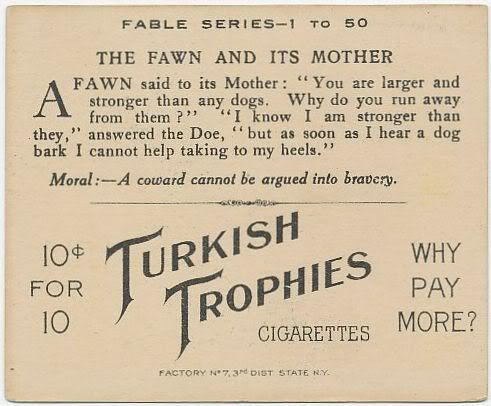 FABLE SERIES—1 TO 50
THE FAWN AND ITS MOTHER
A FAWN said to its Mother: "You are larger and
stronger than any dogs. Why do you run away
from them?" "I know I am stronger than
they," answered the Doe, "but as soon as I hear a dog
bark I cannot help taking to my heels."
Moral:—A coward cannot be argued into bravery.
10¢
FOR
10
TURKISH
TROPHIES
CIGARETTES
WHY
PAY
MORE?
FACTORY Nº 7, 3rd DIST. STATE N.Y.